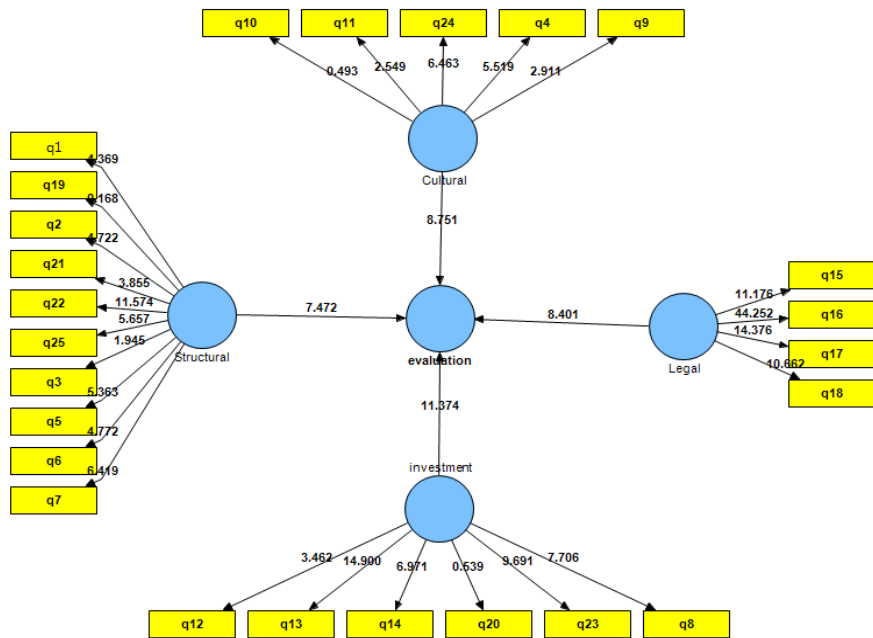 q10
q11
q24
q4
q9
0.493
2.549
6.463
5.519
2.911
Cultural
8.751
q1
q19
q2
q21
q22
q25
q3
q5
q6
q7
4.369
0.168
4.722
3.855
11.574
5.657
1.945
5.363
4.772
6.419
Structural
7.472
evaluation
8.401
Legal
11.176
44.252
14.376
10.662
q15
q16
q17
q18
11.374
investment
3.462
14.900
6.971
0.539
9.691
7.706
q12
q13
q14
q20
q23
q8